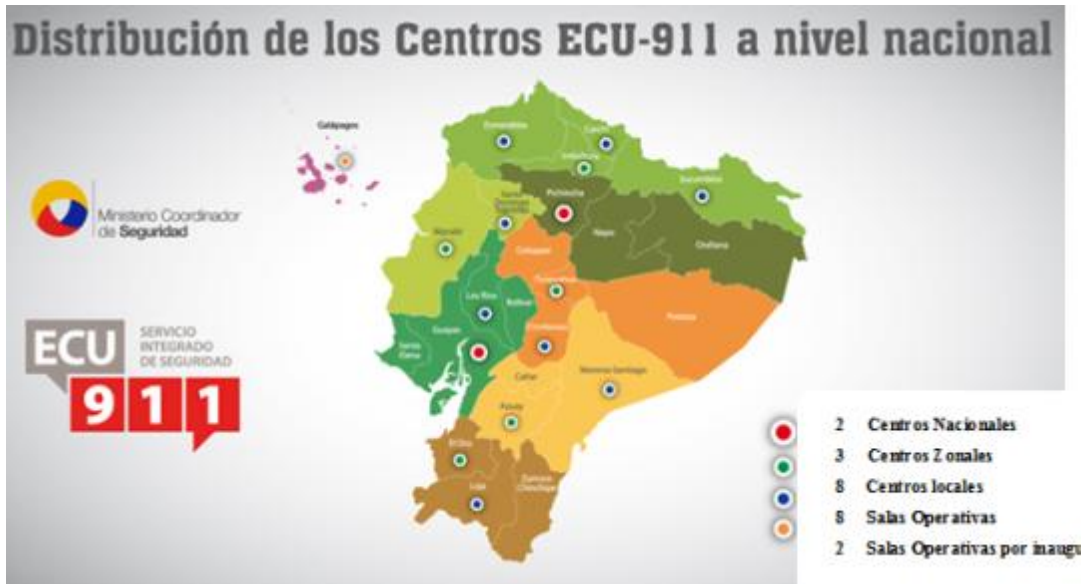 Distribución de los Centros ECU-911 a nivel nacional
Galápagos
Esmeraldas
Carchi
Imbabura
Sucumbíos
Pichincha
Napo
Orellana
Manabí
Cotopaxi
Tungurahua
Los Ríos
Bolívar
Pastaza
Guayas
Santa
Elena
Chimborazo
Cañar
Morona Santiago
Azuay
El Oro
Loja
Zamora
Chinchipe
Ministerio Coordinador
de Seguridad
ECU
911
SERVICIO
INTEGRADO
DE SEGURIDAD
2 Centros Nacionales
3 Centros Zonales
8 Centros locales
8 Salas Operativas
2 Salas Operativas por inaugu